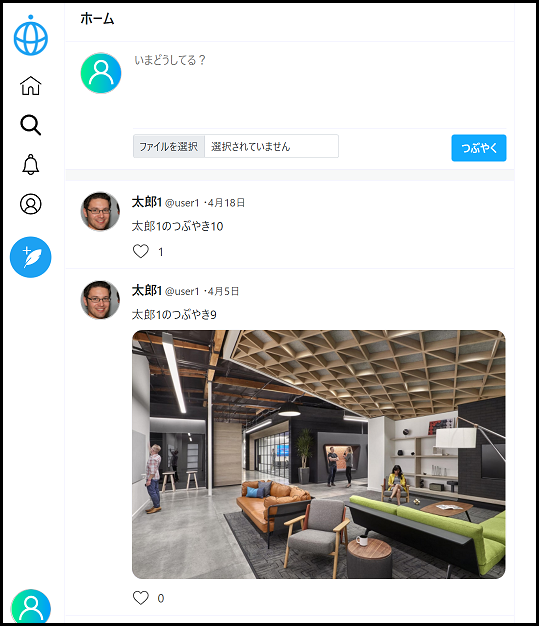 ホーム
いまどうしてる？
ファイルを選択 選択されていません
つぶやく
太郎1 @user1 ･4月18日
太郎1のつぶやき10
1
太郎1 @user1 ･4月5日
太郎1のつぶやき9
0